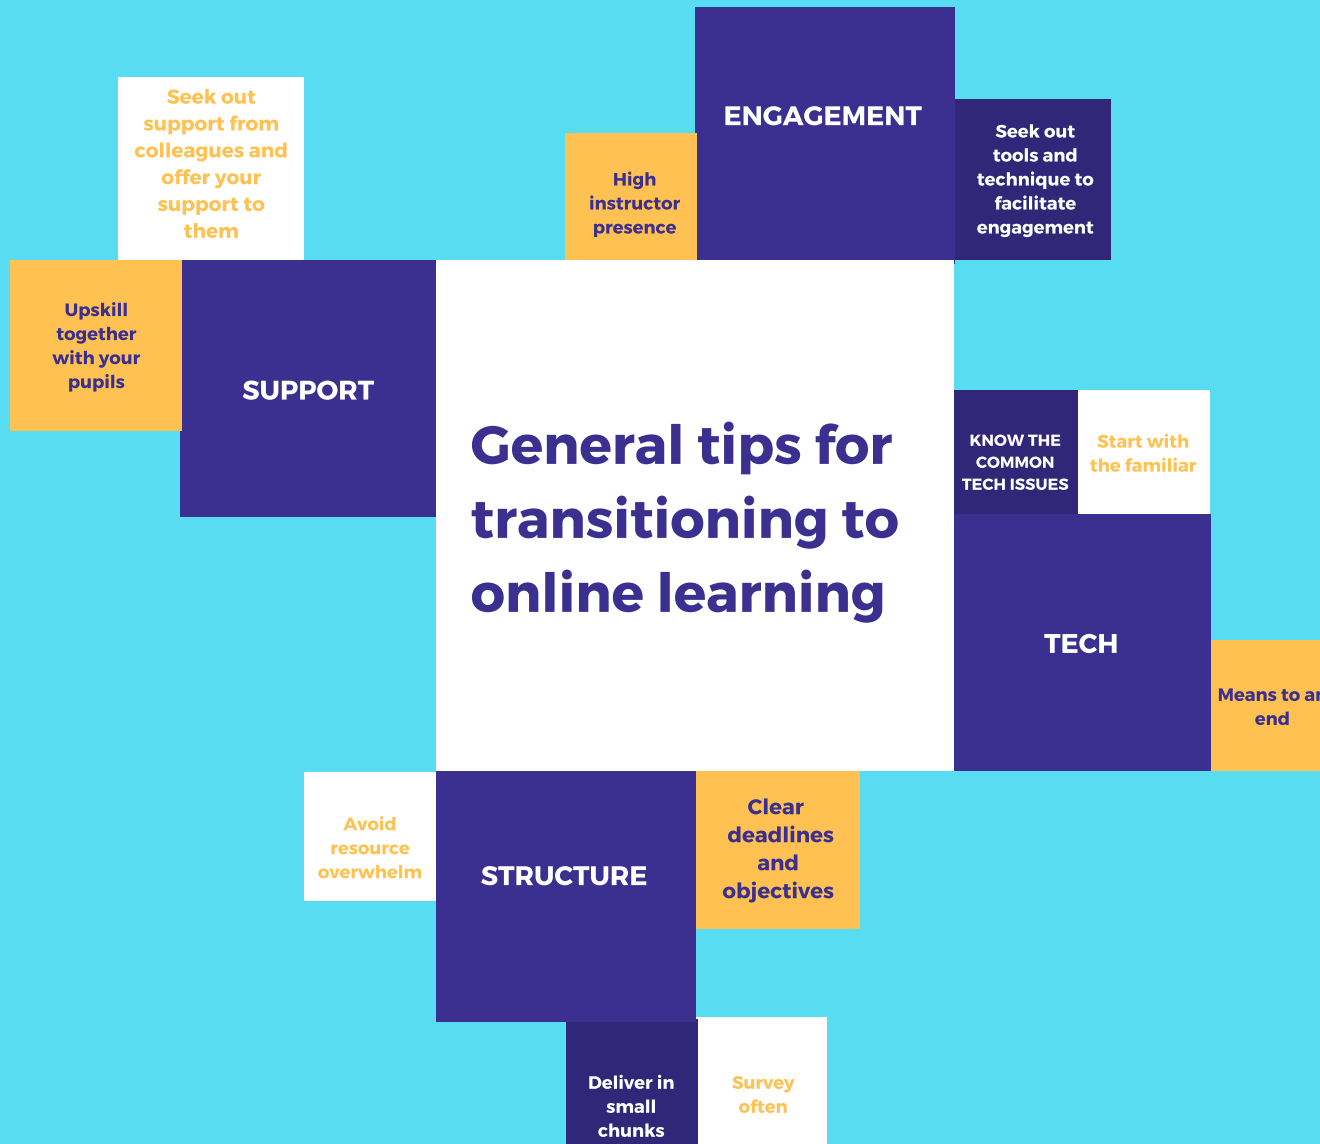 ENGAGEMENT
High
instructor
presence
Seek out
tools and
technique to
facilitate
engagement
Seek out
support from
colleagues and
offer your
support to
them
Upskill
together
with your
pupils
SUPPORT
General tips for
transitioning to
online learning
KNOW THE
COMMON
TECH ISSUES
Start with
the familiar
TECH
Means to an
end
Avoid
resource
overwhelm
STRUCTURE
Clear
deadlines
and
objectives
Deliver in
small
chunks
Survey
often